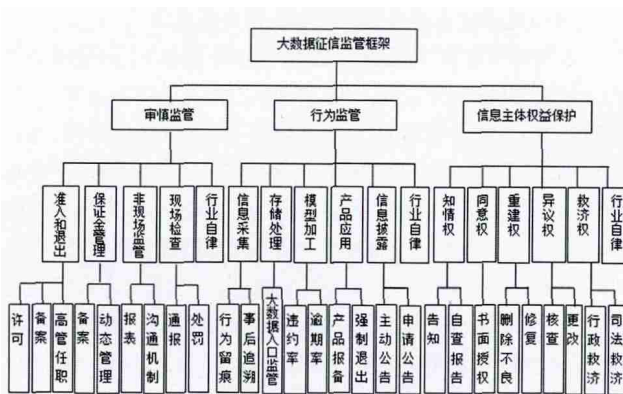 大数据征信监管框架
审慎监管
行为监管
信息主体权益保护
准入和退出
保证金管理
非现场监管
现场检查
行业自律
信息采集
存储处理
模型加工
产品应用
信息披露
行业自律
知情权
同意权
重建权
异议权
救济权
行业自律
许可
备案
高管任职
备案
动态管理
报表
沟通机制
通报
处罚
行为留痕
事后追溯
大数据入口监管
违约率
逾期率
产品报备
强制退出
主动公告
申请公告
告知
自查报告
书面授权
删除不良
修复
核查
更改
行政救济
司法救济